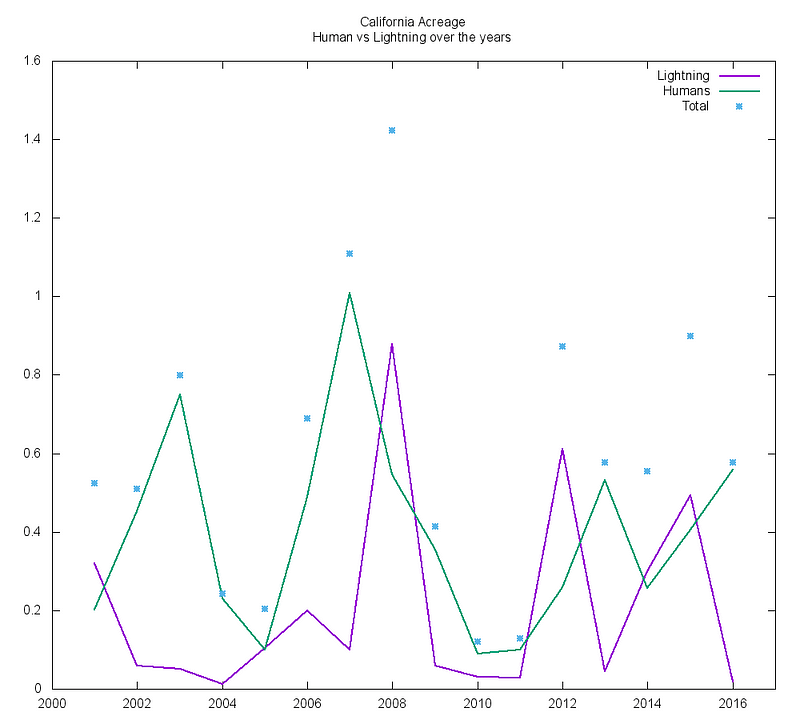 California Acreage
Human vs Lightning over the years
1.6
1.4
1.2
1
0.8
0.6
0.4
0.2
0
Lightning
Humans
Total
2000 2002 2004 2006 2008 2010 2012 2014 2016